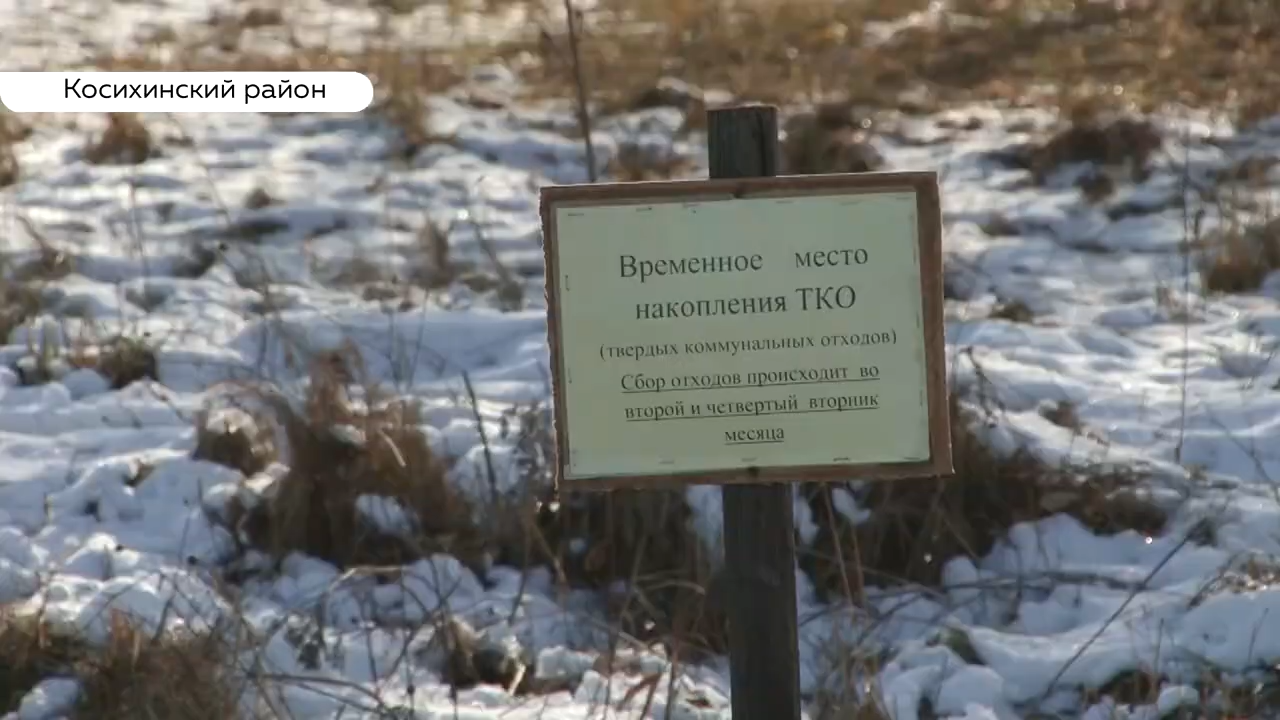 Косихинский район
Временное место
накопления ТКО
(твердых коммунальных отходов)
Сбор отходов происходит во
второй и четвертый вторник
месяца